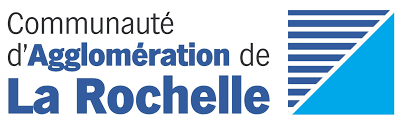 Communauté
d'Agglomération de
La Rochelle